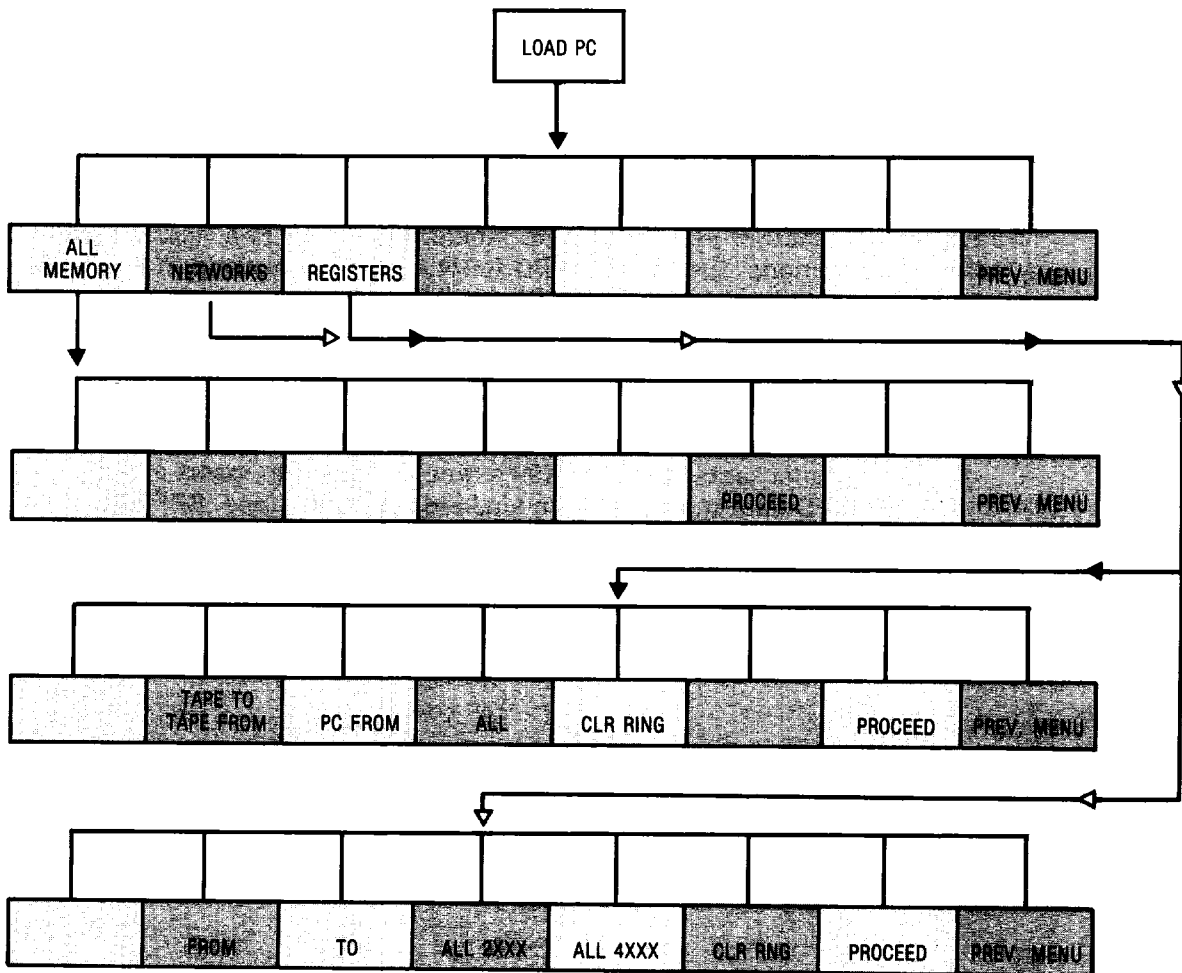 LOAD PC
ALL
MEMORY
NETWORKS
REGISTERS
PREV. MENU
PROCEED
PREV. MENU
TAPE TO
TAPE FROM
PC FROM
ALL
CLR RING
PROCEED
PREV. MENU
FROM
TO
ALL 2XXX
ALL 4XXX
CLR RNG
PROCEED
PREV. MENU